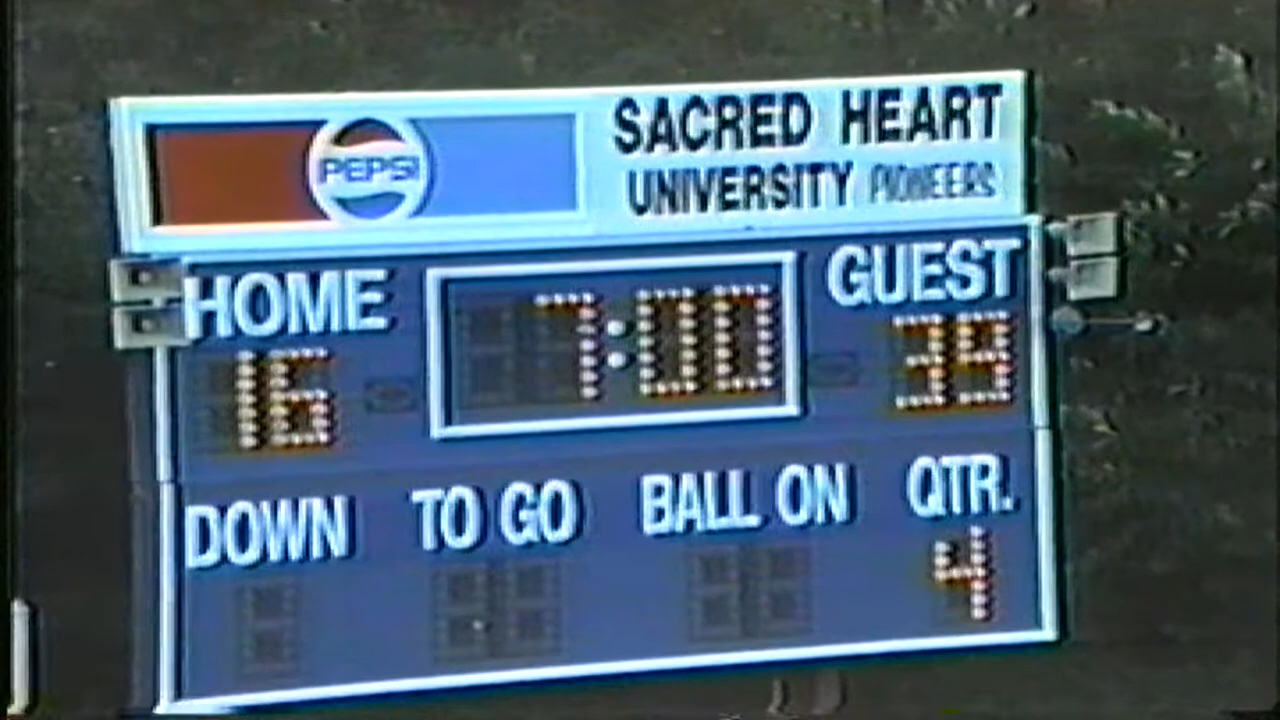 PEPSI
SACRED HEART
UNIVERSITY PIONEERS
HOME 7:00 GUEST
16 39
DOWN TO GO BALL ON QTR.
4